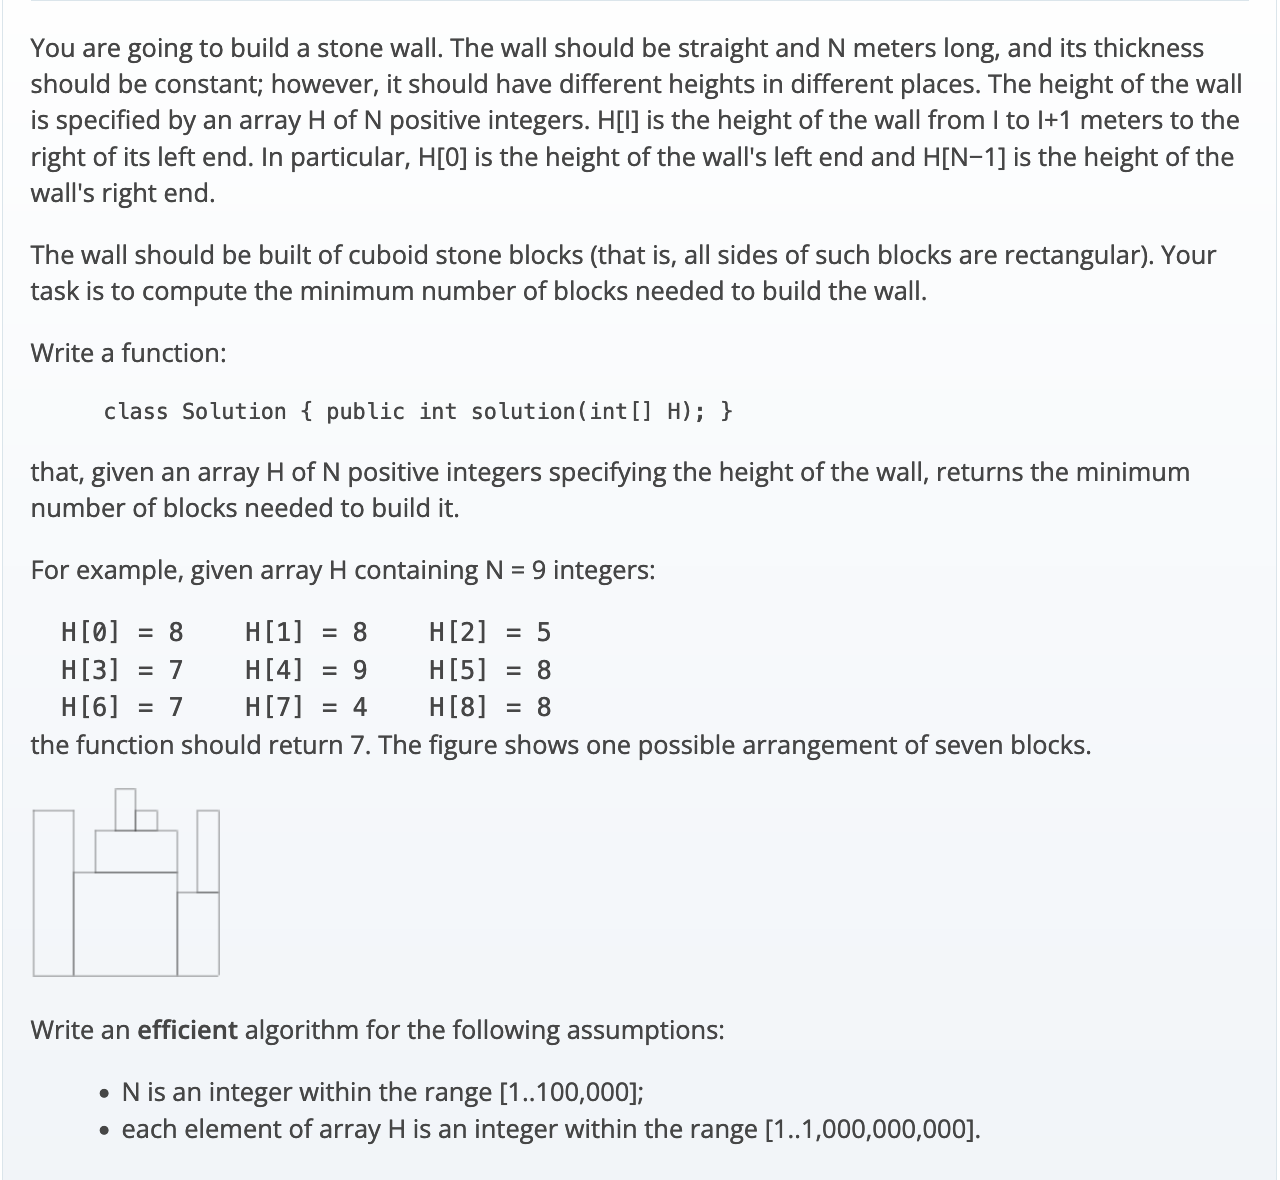 You are going to build a stone wall. The wall should be straight and N meters long, and its thickness
should be constant; however, it should have different heights in different places. The height of the wall
is specified by an array H of N positive integers. H[I] is the height of the wall from I to I+1 meters to the
right of its left end. In particular, H[0] is the height of the wall's left end and H[N−1] is the height of the
wall's right end.
The wall should be built of cuboid stone blocks (that is, all sides of such blocks are rectangular). Your
task is to compute the minimum number of blocks needed to build the wall.
Write a function:
class Solution { public int solution(int[] H); }
that, given an array H of N positive integers specifying the height of the wall, returns the minimum
number of blocks needed to build it.
For example, given array H containing N = 9 integers:
H[0] = 8 H[1] = 8 H[2] = 5
H[3] = 7 H[4] = 9 H[5] = 8
H[6] = 7 H[7] = 4 H[8] = 8
the function should return 7. The figure shows one possible arrangement of seven blocks.
Write an efficient algorithm for the following assumptions:
• N is an integer within the range [1..100,000];
• each element of array H is an integer within the range [1..1,000,000,000].